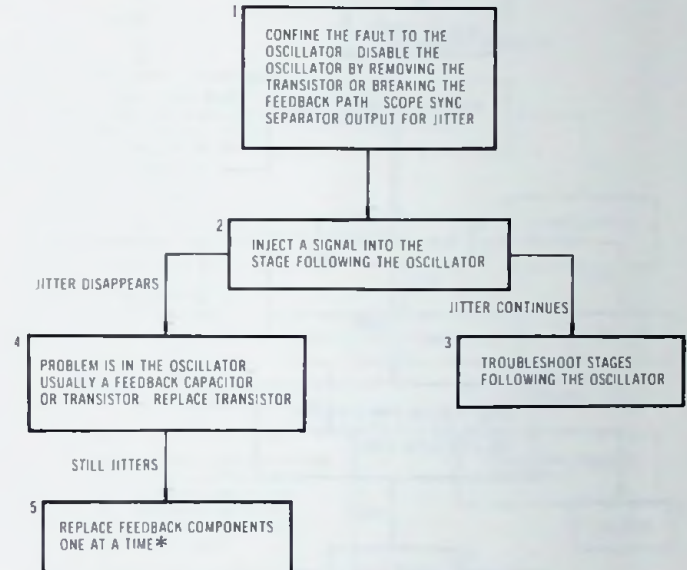 1
CONFINE THE FAULT TO THE
OSCILLATOR DISABLE THE
OSCILLATOR BY REMOVING THE
TRANSISTOR OR BREAKING THE
FEEDBACK PATH SCOPE SYNC
SEPARATOR OUTPUT FOR JITTER
2
INJECT A SIGNAL INTO THE
STAGE FOLLOWING THE OSCILLATOR
JITTER DISAPPEARS
JITTER CONTINUES
4
PROBLEM IS IN THE OSCILLATOR
USUALLY A FEEDBACK CAPACITOR
OR TRANSISTOR REPLACE TRANSISTOR
3
TROUBLESHOOT STAGES
FOLLOWING THE OSCILLATOR
STILL JITTERS
5
REPLACE FEEDBACK COMPONENTS
ONE AT A TIME*